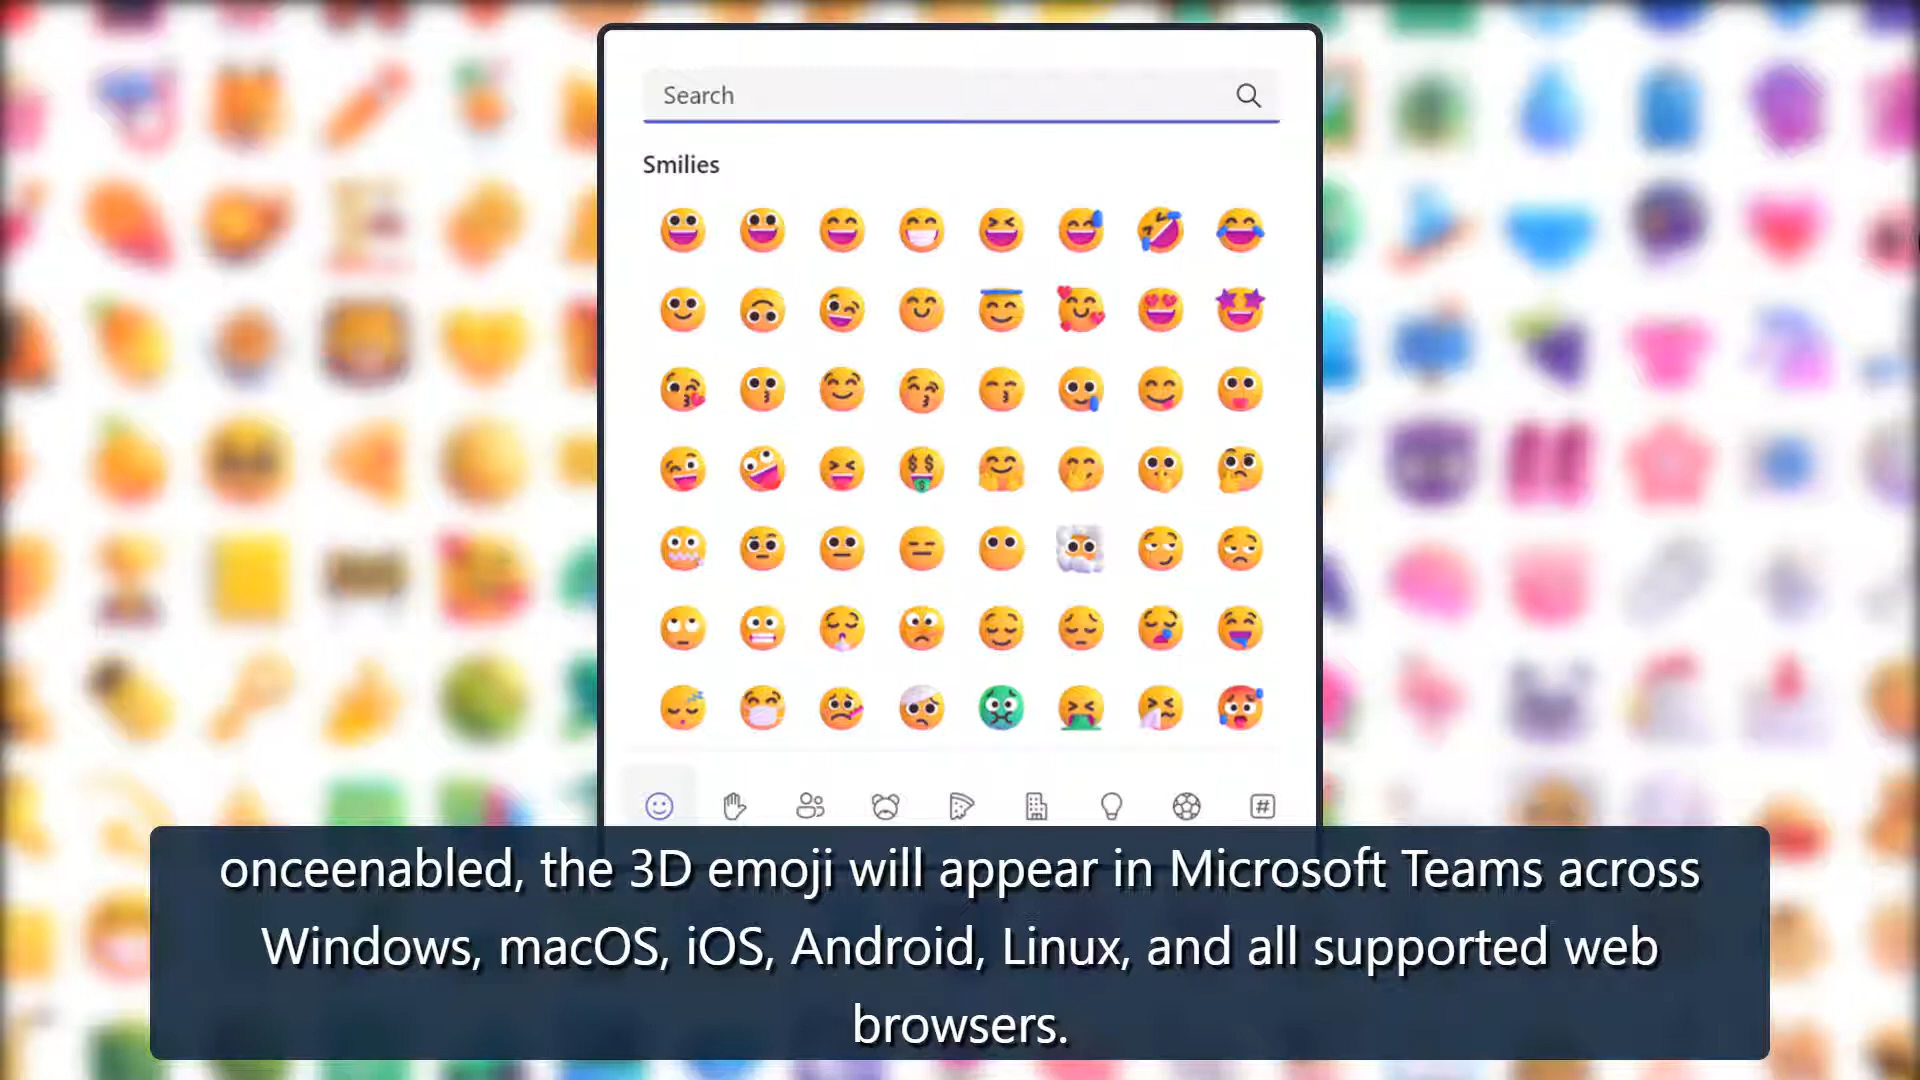 Search
Smilies
onceenabled, the 3D emoji will appear in Microsoft Teams across
Windows, macOS, iOS, Android, Linux, and all supported web
browsers.